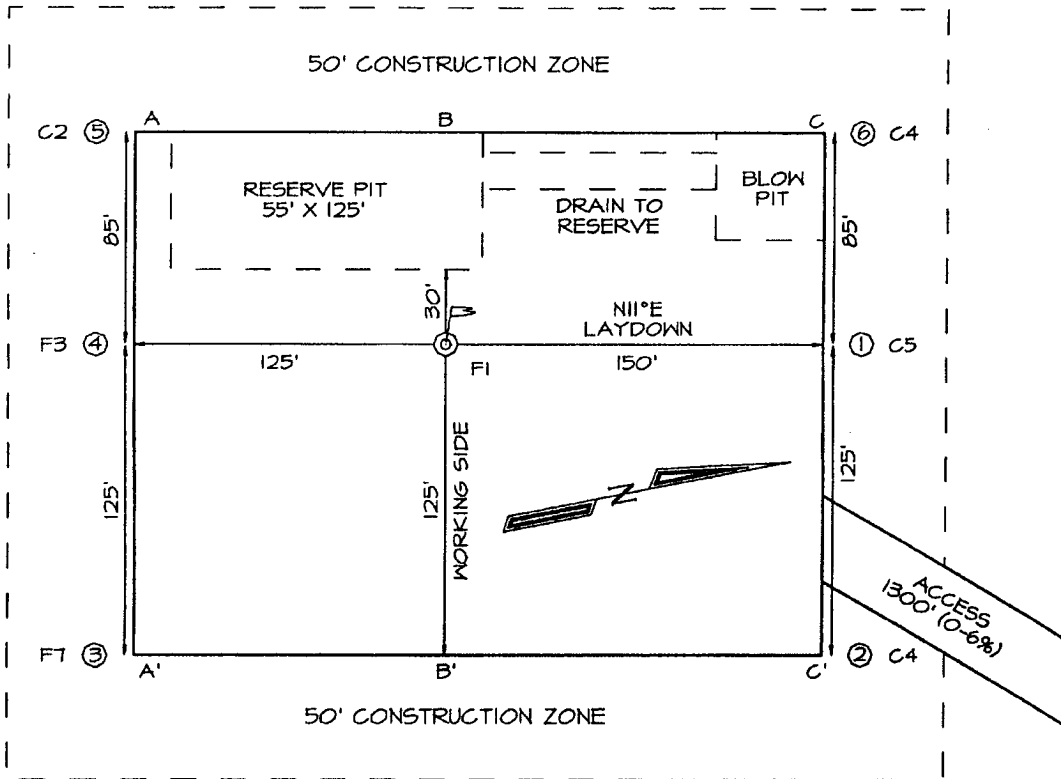 50' CONSTRUCTION ZONE
C2 ⑤ A B C ⑥ C4
RESERVE PIT
55' X 125'
BLOW
PIT
DRAIN TO
RESERVE
85'
85'
30'
N11°E
LAYDOWN
F3 ④
① C5
125'
F1
150'
125'
125'
WORKING SIDE
N
125'
ACCESS
1300' (0-6%)
F7 ③
② C4
A' B' C'
50' CONSTRUCTION ZONE